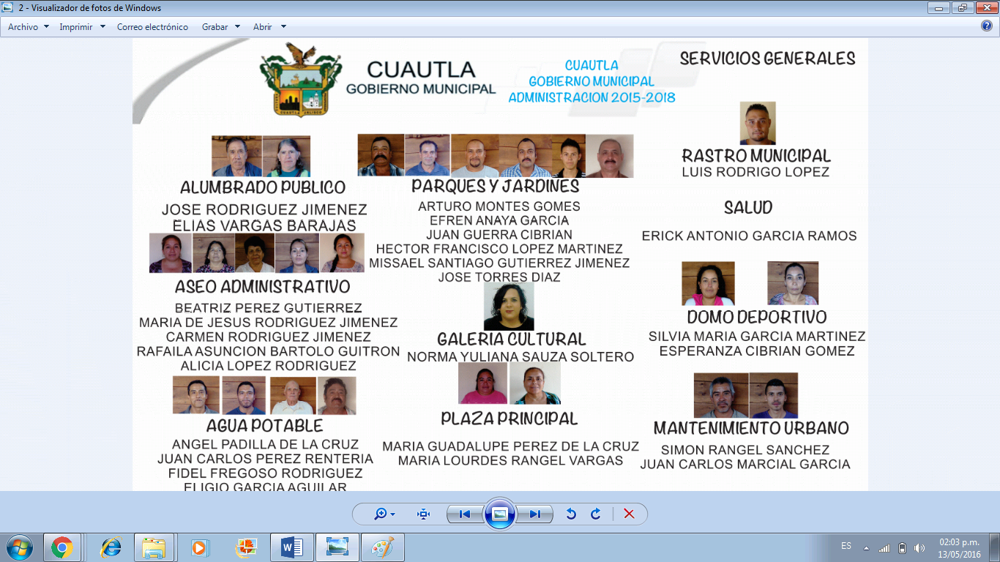 2 - Visualizador de fotos de Windows
Archivo Imprimir Correo electrónico Grabar Abrir
CUAUTLA JALISCO
CUAUTLA
GOBIERNO MUNICIPAL
CUAUTLA
GOBIERNO MUNICIPAL
ADMINISTRACION 2015-2018
SERVICIOS GENERALES
ALUMBRADO PUBLICO
JOSE RODRIGUEZ JIMENEZ
ELIAS VARGAS BARAJAS
ASEO ADMINISTRATIVO
BEATRIZ PEREZ GUTIERREZ
MARIA DE JESUS RODRIGUEZ JIMENEZ
CARMEN RODRIGUEZ JIMENEZ
RAFAILA ASUNCION BARTOLO GUITRON
ALICIA LOPEZ RODRIGUEZ
AGUA POTABLE
ANGEL PADILLA DE LA CRUZ
JUAN CARLOS PEREZ RENTERIA
FIDEL FREGOSO RODRIGUEZ
ELIGIO GARCIA AGUILAR
PARQUES Y JARDINES
ARTURO MONTES GOMES
EFREN ANAYA GARCIA
JUAN GUERRA CIBRIAN
HECTOR FRANCISCO LOPEZ MARTINEZ
MISSAEL SANTIAGO GUTIERREZ JIMENEZ
JOSE TORRES DIAZ
GALERIA CULTURAL
NORMA YULIANA SAUZA SOLTERO
PLAZA PRINCIPAL
MARIA GUADALUPE PEREZ DE LA CRUZ
MARIA LOURDES RANGEL VARGAS
RASTRO MUNICIPAL
LUIS RODRIGO LOPEZ
SALUD
ERICK ANTONIO GARCIA RAMOS
DOMO DEPORTIVO
SILVIA MARIA GARCIA MARTINEZ
ESPERANZA CIBRIAN GOMEZ
MANTENIMIENTO URBANO
SIMON RANGEL SANCHEZ
JUAN CARLOS MARCIAL GARCIA
ES
02:03 p.m.
13/05/2016